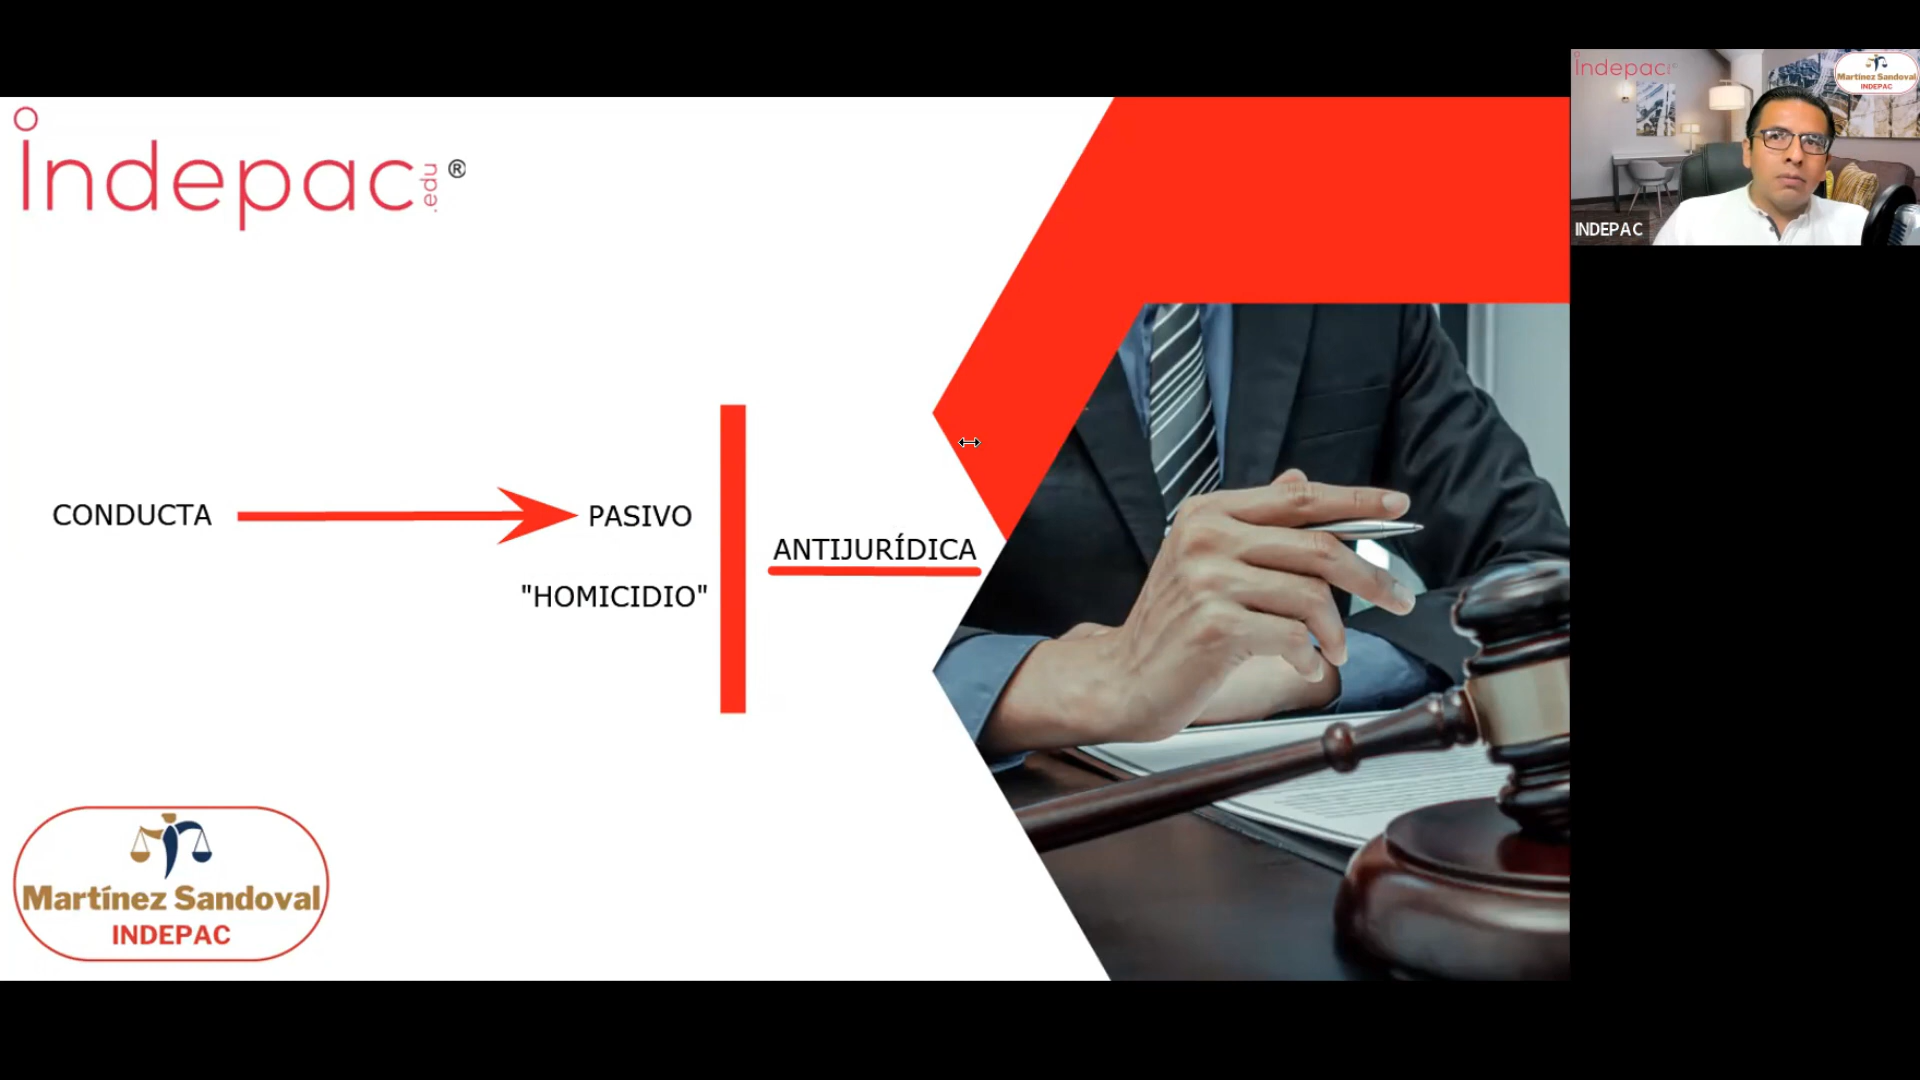 indepac.edu®
CONDUCTA
PASIVO
"HOMICIDIO"
ANTIJURÍDICA
Martínez Sandoval
INDEPAC
indepac
Martínez Sandoval
INDEPAC
INDEPAC